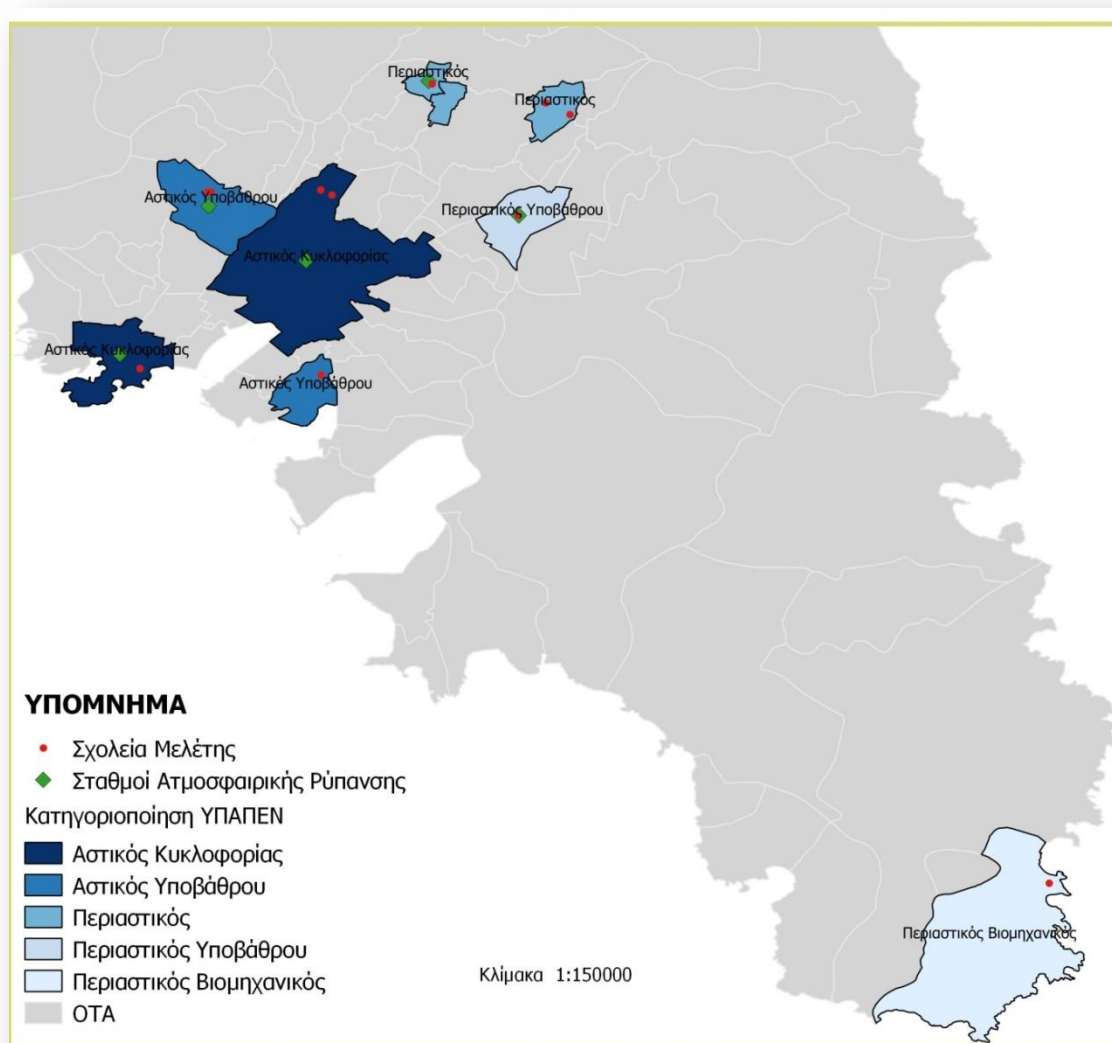 Περιαστικός
Περιαστικός
Αστικός Υποβάθρου
Περιαστικός Υποβάθρου
Αστικός Κυκλοφορίας
Αστικός Κυκλοφορίας
Αστικός Υποβάθρου
ΥΠΟΜΝΗΜΑ
Σχολεία Μελέτης
Σταθμοί Ατμοσφαιρικής Ρύπανσης
Κατηγοριοποίηση ΥΠΑΠΕΝ
Αστικός Κυκλοφορίας
Αστικός Υποβάθρου
Περιαστικός
Περιαστικός Υποβάθρου
Περιαστικός Βιομηχανικός
ΟΤΑ
Κλίμακα 1:150000
Περιαστικός Βιομηχανικός